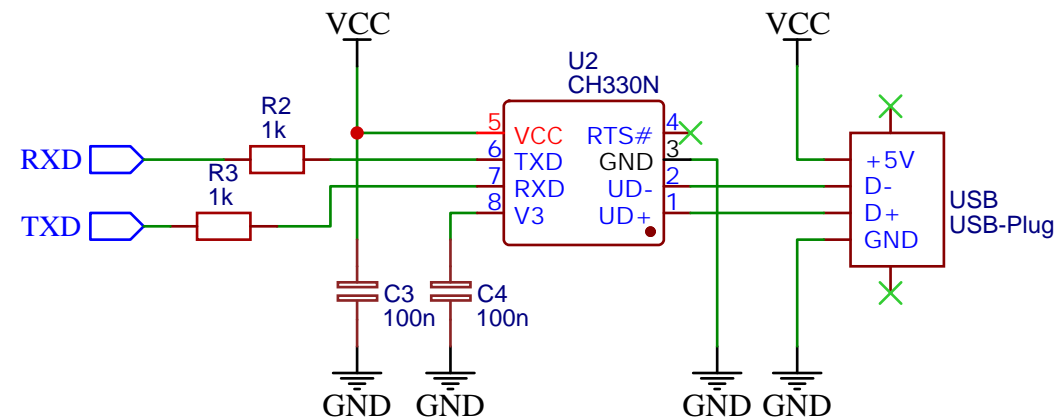 VCC
VCC
U2
CH330N
R2
1k
RXD
R3
1k
TXD
5
6
7
8
VCC
TXD
RXD
V3
RTS#
GND
UD-
UD+
4
3
2
1
+5V
D-
D+
GND
USB
USB-Plug
C3
100n
C4
100n
GND
GND
GND
GND